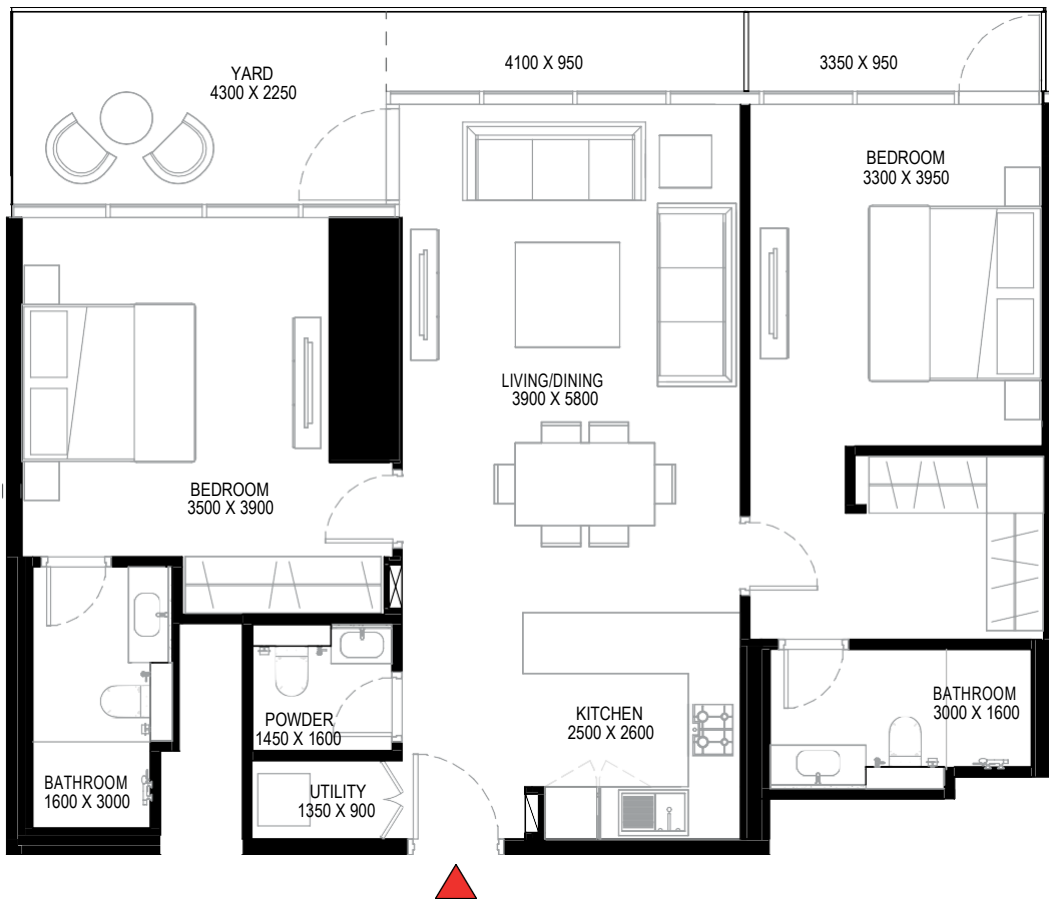 YARD
4300 X 2250
4100 X 950
3350 X 950
BEDROOM
3300 X 3950
LIVING/DINING
3900 X 5800
BEDROOM
3500 X 3900
POWDER
1450 X 1600
KITCHEN
2500 X 2600
BATHROOM
3000 X 1600
BATHROOM
1600 X 3000
UTILITY
1350 X 900